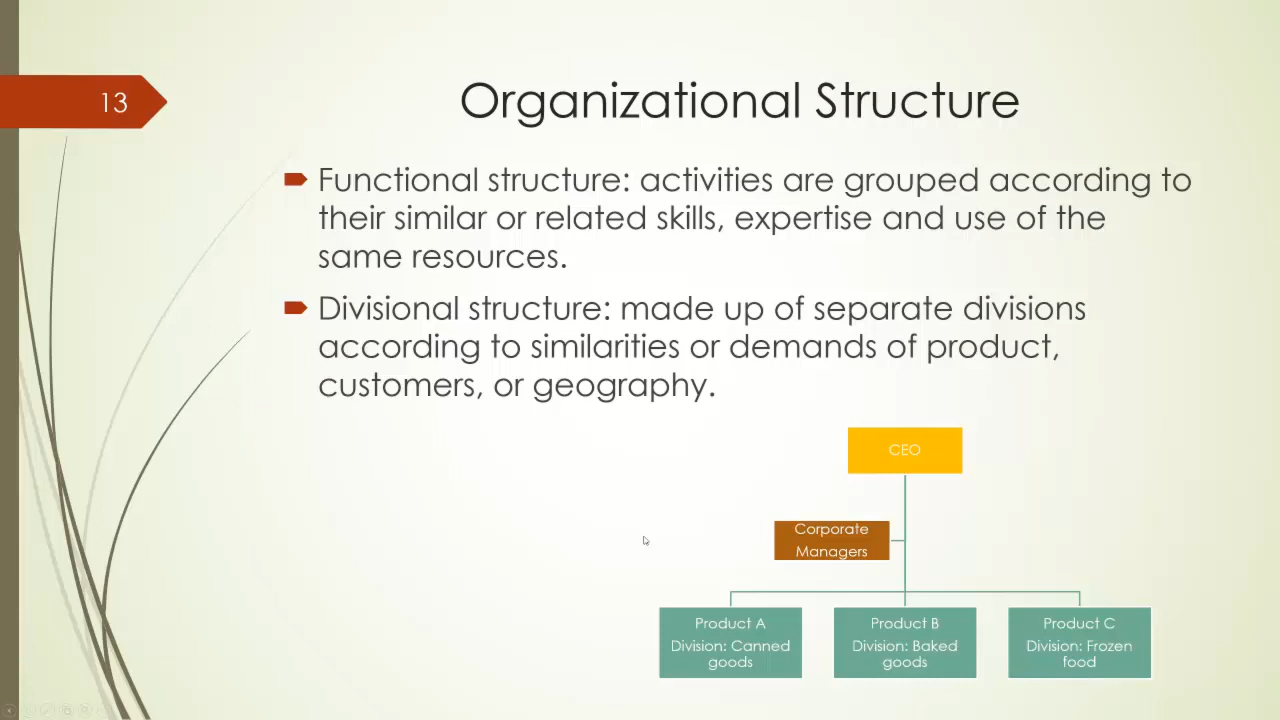 13
Organizational Structure
Functional structure: activities are grouped according to
their similar or related skills, expertise and use of the
same resources.
Divisional structure: made up of separate divisions
according to similarities or demands of product,
customers, or geography.
CEO
Corporate
Managers
Product A
Division: Canned
goods
Product B
Division: Baked
goods
Product C
Division: Frozen
food